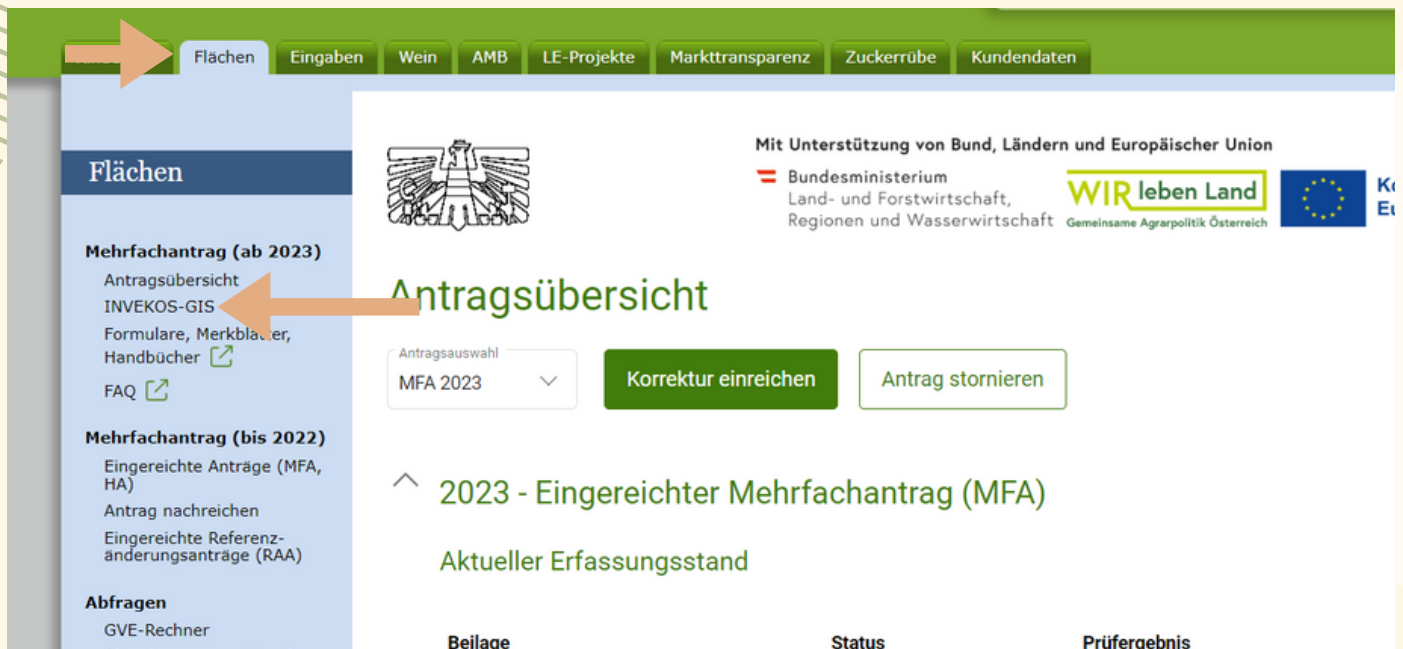 Flächen
Eingaben
Wein
AMB
LE-Projekte
Markttransparenz
Zuckerrübe
Kundendaten
Flächen
Mehrfachantrag (ab 2023)
Antragsübersicht
INVEKOS-GIS
Formulare, Merkblätter,
Handbücher
FAQ
Mehrfachantrag (bis 2022)
Eingereichte Anträge (MFA,
HA)
Antrag nachreichen
Eingereichte Referenz-
änderungsanträge (RAA)
Abfragen
GVE-Rechner
Mit Unterstützung von Bund, Ländern und Europäischer Union
Bundesministerium
Land- und Forstwirtschaft,
Regionen und Wasserwirtschaft
WIR leben Land
Gemeinsame Agrarpolitik Österreich
Antragsübersicht
Antragsauswahl
MFA 2023
Korrektur einreichen
Antrag stornieren
2023 - Eingereichter Mehrfachantrag (MFA)
Aktueller Erfassungsstand
Beilage
Status
Prüfergebnis